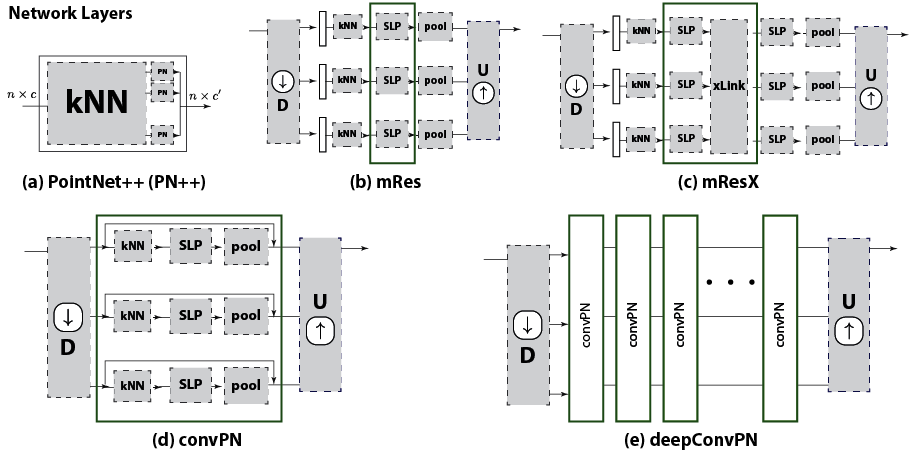 Network Layers
n × c
kNN
PN
PN
PN
n × c′
(a) PointNet++ (PN++)
D
kNN SLP pool
kNN SLP pool
kNN SLP pool
U
(b) mRes
D
kNN SLP SLP pool
kNN SLP xLInk SLP pool
kNN SLP SLP pool
U
(c) mResX
D
kNN SLP pool
kNN SLP pool
kNN SLP pool
U
(d) convPN
D
convPN
convPN
convPN
convPN
U
(e) deepConvPN